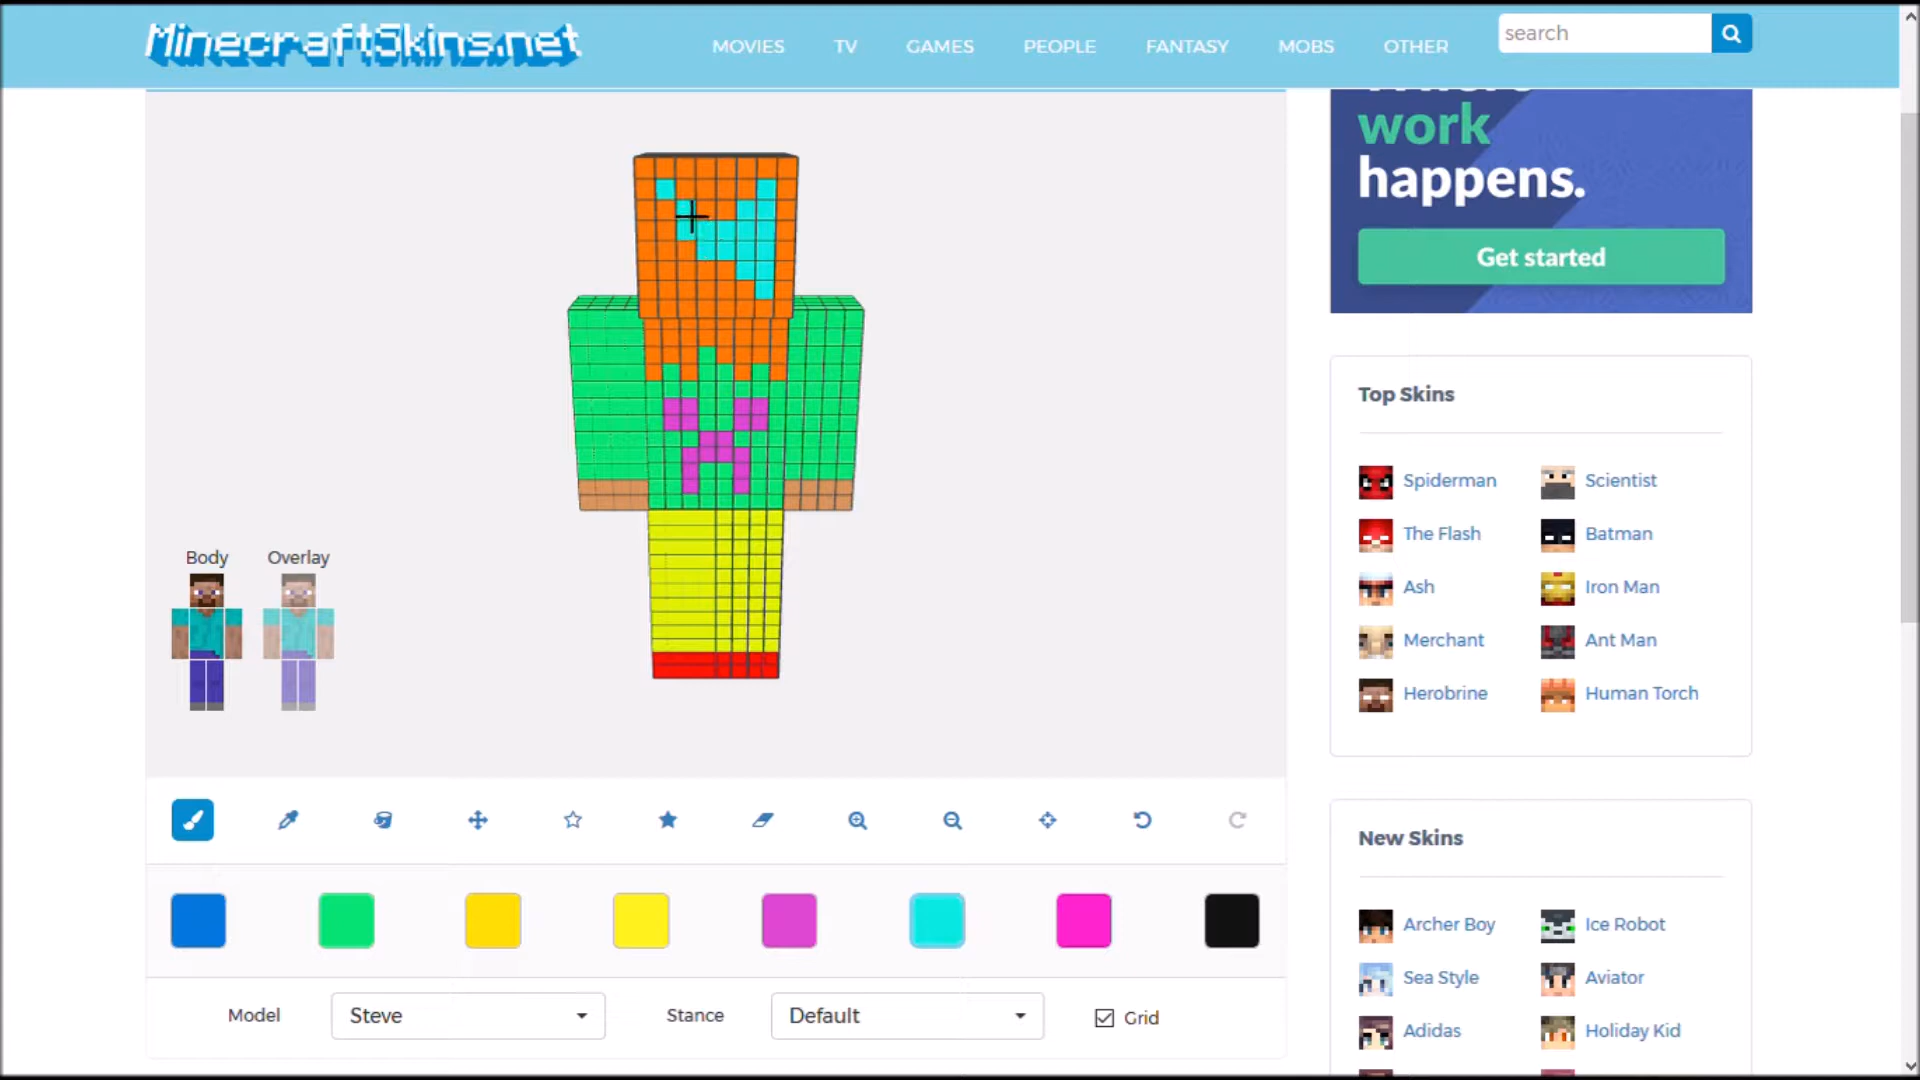 MinecraftSkins.net
MOVIES TV GAMES PEOPLE FANTASY MOBS OTHER
search
work
happens.
Get started
Top Skins
Spiderman Scientist
The Flash Batman
Ash Iron Man
Merchant Ant Man
Herobrine Human Torch
Body Overlay
New Skins
Archer Boy Ice Robot
Sea Style Aviator
Adidas Holiday Kid
Model Steve Stance Default Grid